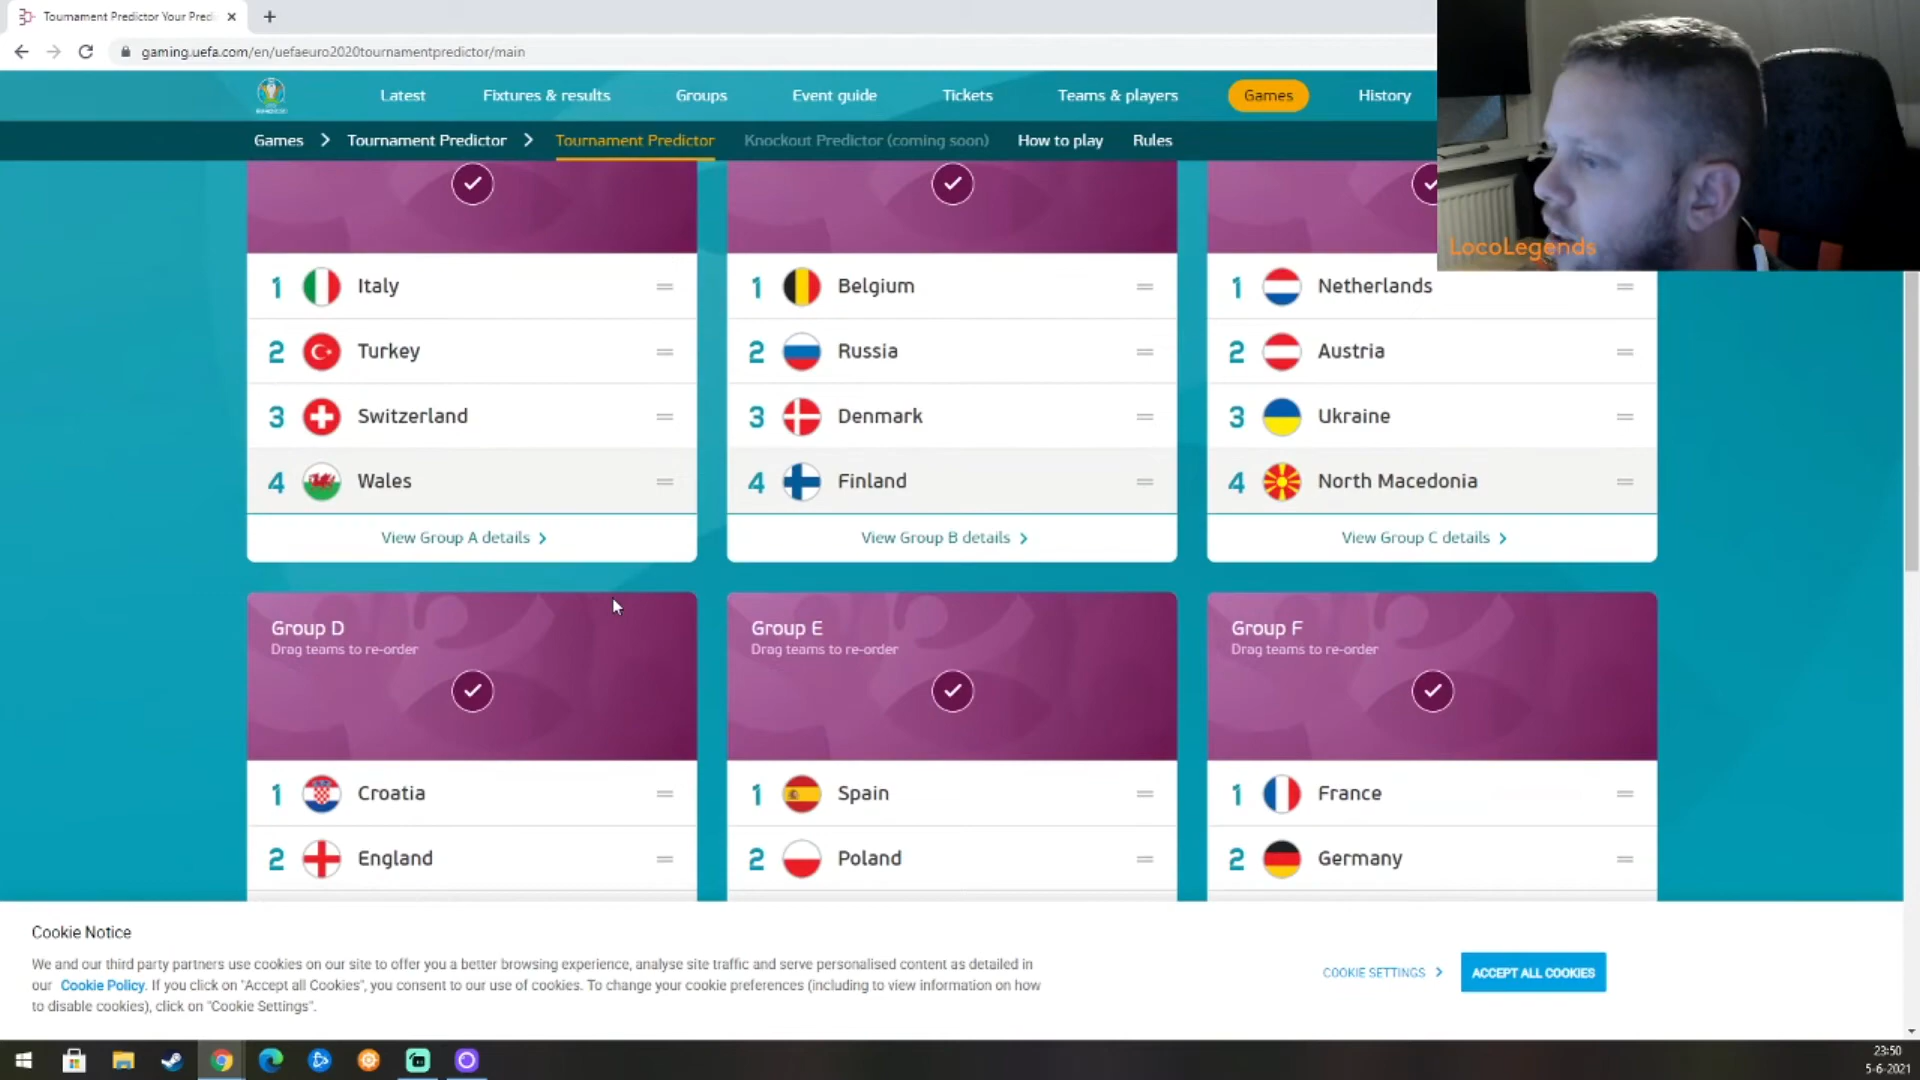 Tournament Predictor Your Pred
gaming.uefa.com/en/uefaeuro2020tournamentpredictor/main
Latest Fixtures & results Groups Event guide Tickets Teams & players Games History
Games Tournament Predictor Tournament Predictor Knockout Predictor (coming soon) How to play Rules
LocoLegends
1 Italy
2 Turkey
3 Switzerland
4 Wales
View Group A details
1 Belgium
2 Russia
3 Denmark
4 Finland
View Group B details
1 Netherlands
2 Austria
3 Ukraine
4 North Macedonia
View Group C details
Group D
Drag teams to re-order
1 Croatia
2 England
Group E
Drag teams to re-order
1 Spain
2 Poland
Group F
Drag teams to re-order
1 France
2 Germany
Cookie Notice
We and our third party partners use cookies on our site to offer you a better browsing experience, analyse site traffic and serve personalised content as detailed in
our Cookie Policy. If you click on "Accept all Cookies", you consent to our use of cookies. To change your cookie preferences (including to view information on how
to disable cookies), click on "Cookie Settings".
COOKIE SETTINGS
ACCEPT ALL COOKIES
23:50
5-6-2021